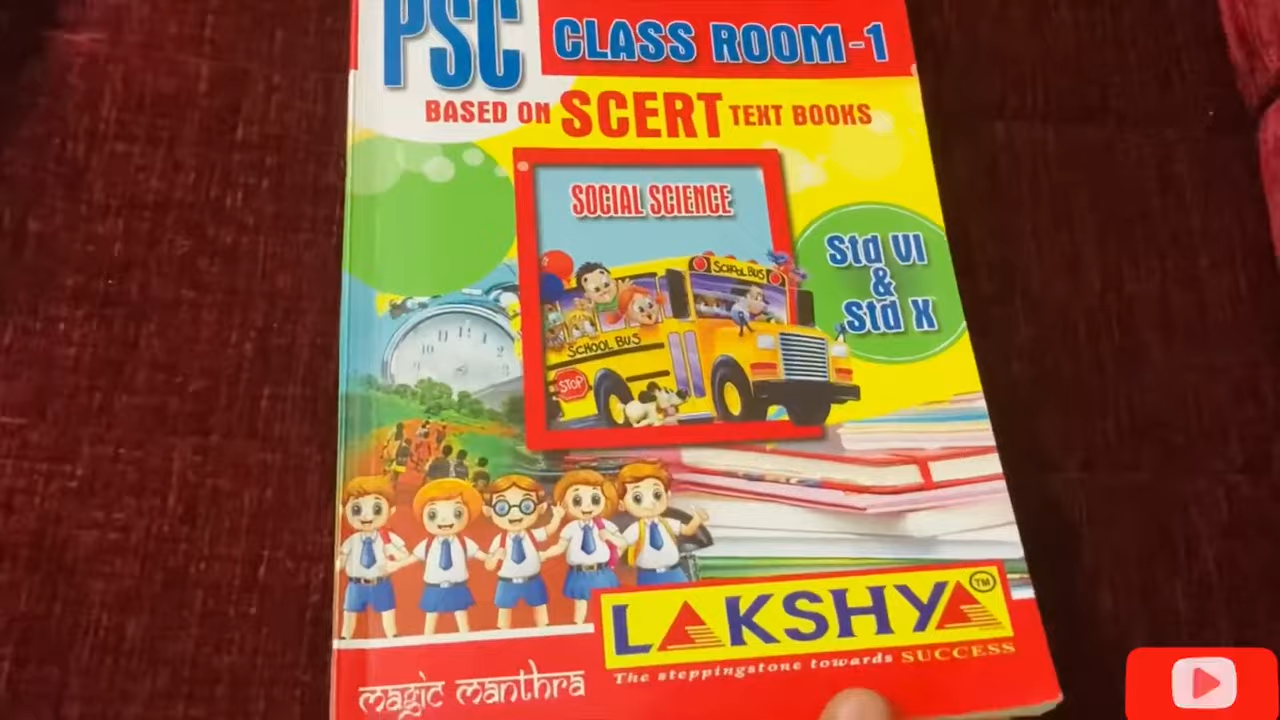 PSC
CLASS ROOM-1
BASED ON SCERT TEXT BOOKS
SOCIAL SCIENCE
Std VI
&
Std X
SCHOOL BUS
SCHOOL BUS
STOP
LAKSHYA TM
The steppingstone towards SUCCESS
magic manthra